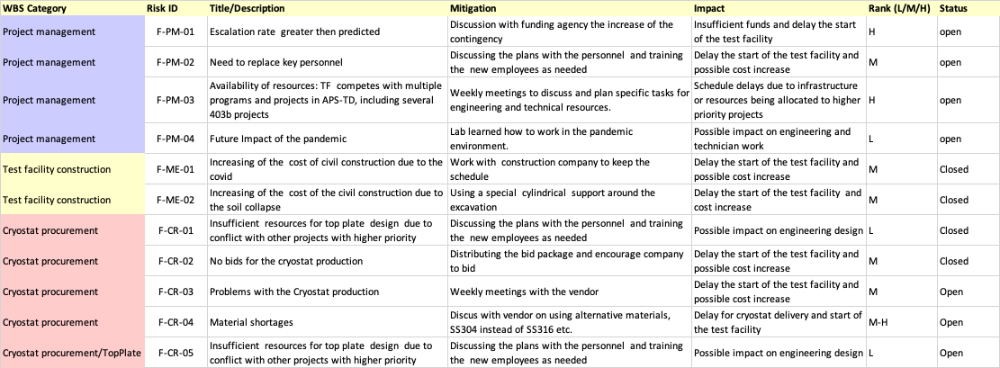 WBS Category Risk ID Title/Description Mitigation Impact Rank (L/M/H) Status
Project management F-PM-01 Escalation rate greater then predicted Discussion with funding agency the increase of the contingency Insufficient funds and delay the start of the test facility H open
Project management F-PM-02 Need to replace key personnel Discussing the plans with the personnel and training the new employees as needed Delay the start of the test facility and possible cost increase M open
Project management F-PM-03 Availability of resources: TF competes with multiple programs and projects in APS-TD, including several 403b projects Weekly meetings to discuss and plan specific tasks for engineering and technical resources. Schedule delays due to infrastructure or resources being allocated to higher priority projects H open
Project management F-PM-04 Future Impact of the pandemic Lab learned how to work in the pandemic environment. Possible impact on engineering and technician work L open
Test facility construction F-ME-01 Increasing of the cost of civil construction due to the covid Work with construction company to keep the schedule Delay the start of the test facility and possible cost increase M Closed
Test facility construction F-ME-02 Increasing of the cost of the civil construction due to the soil collapse Using a special cylindrical support around the excavation Delay the start of the test facility and cost increase M Closed
Cryostat procurement F-CR-01 Insufficient resources for top plate design due to conflict with other projects with higher priority Discussing the plans with the personnel and training the new employees as needed Possible impact on engineering design L Closed
Cryostat procurement F-CR-02 No bids for the cryostat production Distributing the bid package and encourage company to bid Delay the start of the test facility and possible cost increase M Closed
Cryostat procurement F-CR-03 Problems with the Cryostat production Weekly meetings with the vendor Delay the start of the test facility and possible cost increase M Open
Cryostat procurement F-CR-04 Material shortages Discus with vendor on using alternative materials, SS304 instead of SS316 etc. Delay for cryostat delivery and start of the test facility M-H Open
Cryostat procurement/TopPlate F-CR-05 Insufficient resources for top plate design due to conflict with other projects with higher priority Discussing the plans with the personnel and training the new employees as needed Possible impact on engineering design L Open